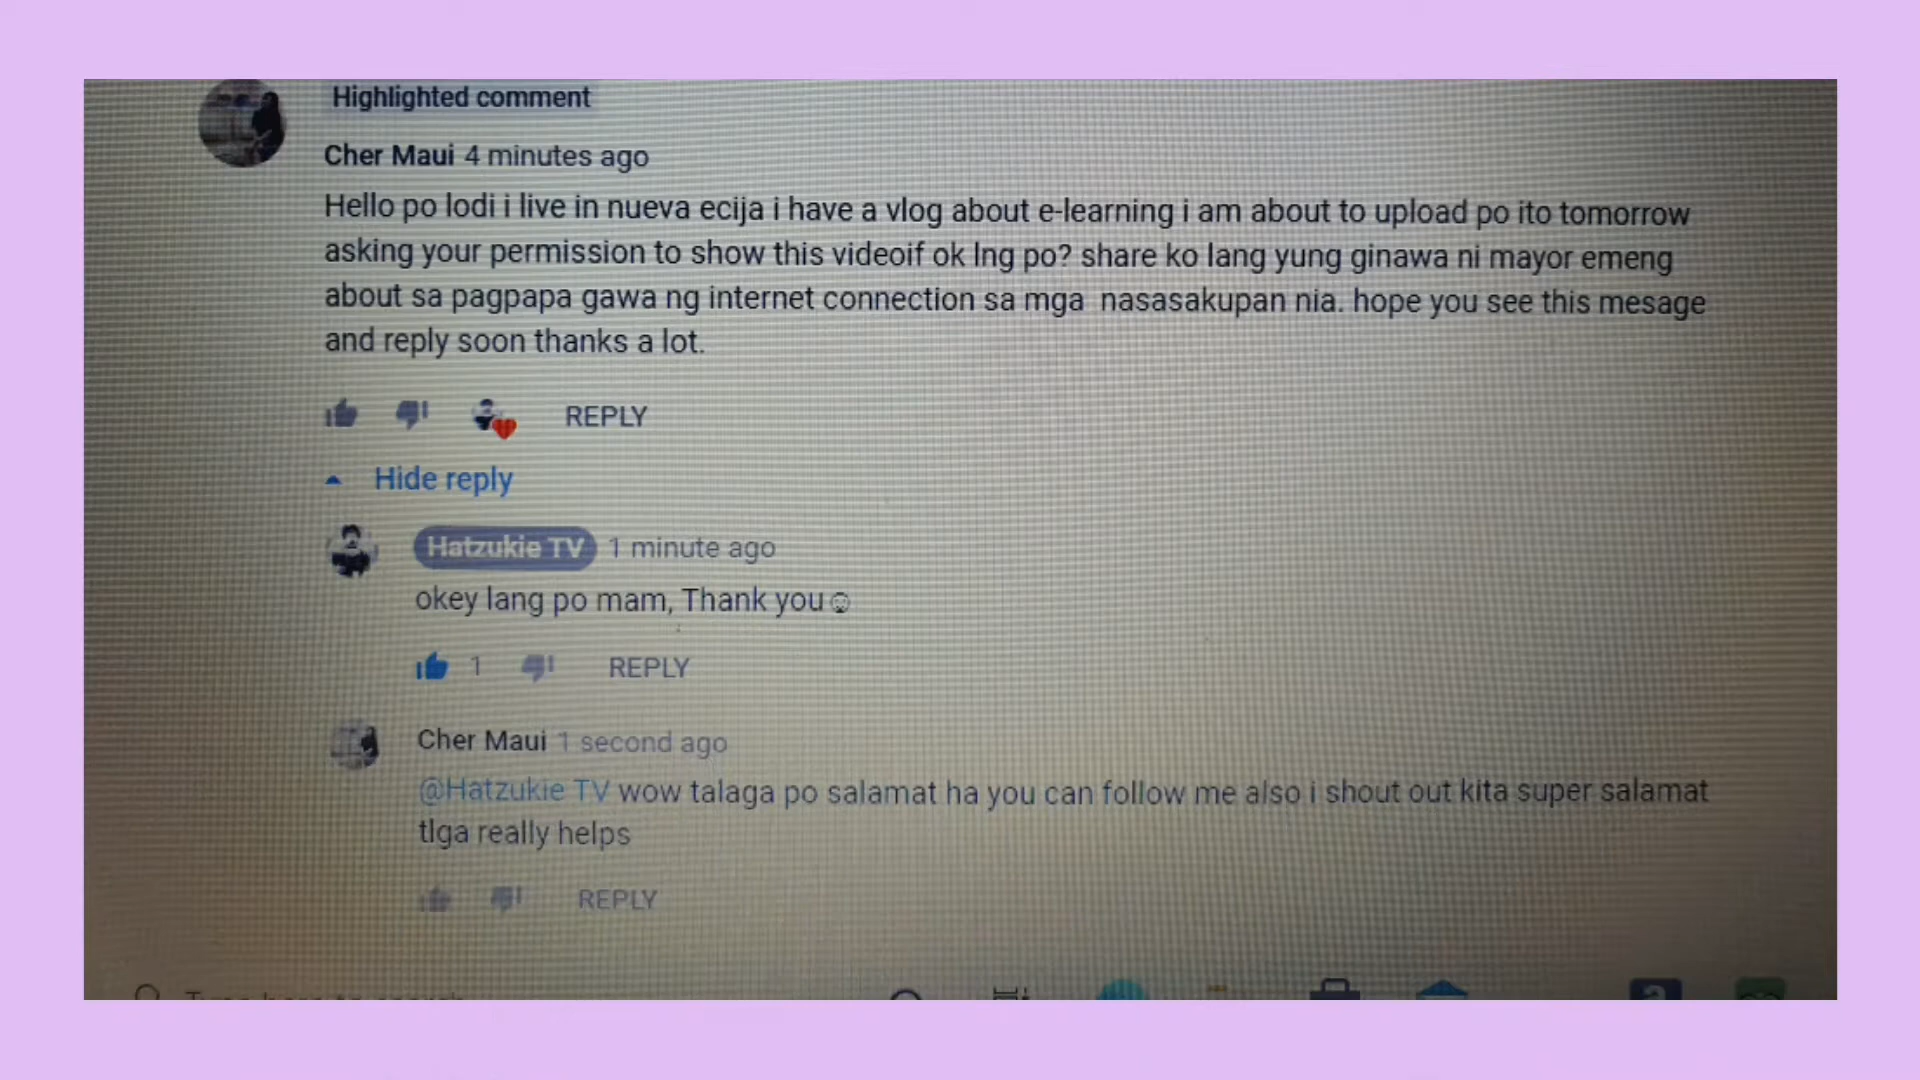 Highlighted comment
Cher Maui 4 minutes ago
Hello po lodi i live in nueva ecija i have a vlog about e-learning i am about to upload po ito tomorrow
asking your permission to show this videoif ok lng po? share ko lang yung ginawa ni mayor emeng
about sa pagpapa gawa ng internet connection sa mga nasasakupan nia. hope you see this mesage
and reply soon thanks a lot.
REPLY
Hide reply
Hatzukie TV 1 minute ago
okey lang po mam, Thank you☺
1 REPLY
Cher Maui 1 second ago
@Hatzukie TV wow talaga po salamat ha you can follow me also i shout out kita super salamat
tlga really helps
REPLY